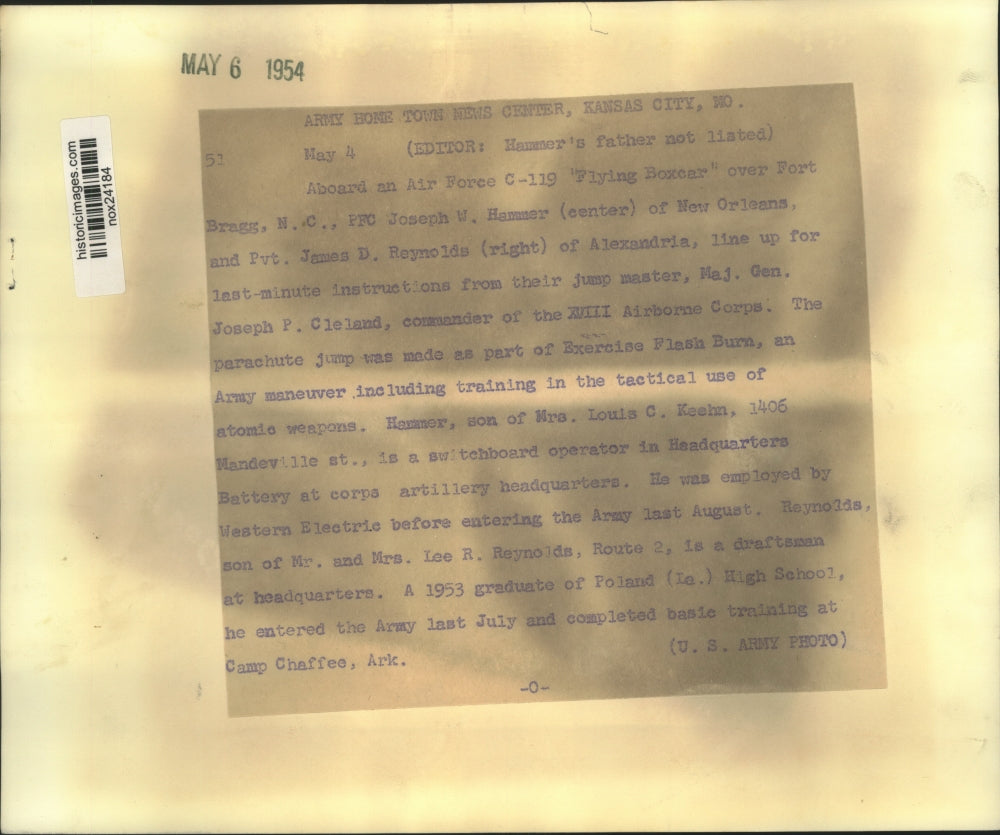 MAY 6 1954
historicimages.com
nox24184
ARMY HOME TOWN NEWS CENTER, KANSAS CITY, MO.
51 May 4 (EDITOR: Hammer's father not listed)
Aboard an Air Force C-119 "Flying Boxcar" over Fort
Bragg, N.C., PFC Joseph W. Hammer (center) of New Orleans,
and Pvt. James D. Reynolds (right) of Alexandria, line up for
last-minute instructions from their jump master, Maj. Gen.
Joseph P. Cleland, commander of the XVIII Airborne Corps. The
parachute jump was made as part of Exercise Flash Burn, an
Army maneuver including training in the tactical use of
atomic weapons. Hammer, son of Mrs. Louis C. Keehn, 1406
Mandeville st., is a switchboard operator in Headquarters
Battery at corps artillery headquarters. He was employed by
Western Electric before entering the Army last August. Reynolds,
son of Mr. and Mrs. Lee R. Reynolds, Route 2, is a draftsman
at headquarters. A 1953 graduate of Poland (La.) High School,
he entered the Army last July and completed basic training at
Camp Chaffee, Ark. (U. S. ARMY PHOTO)
-0-